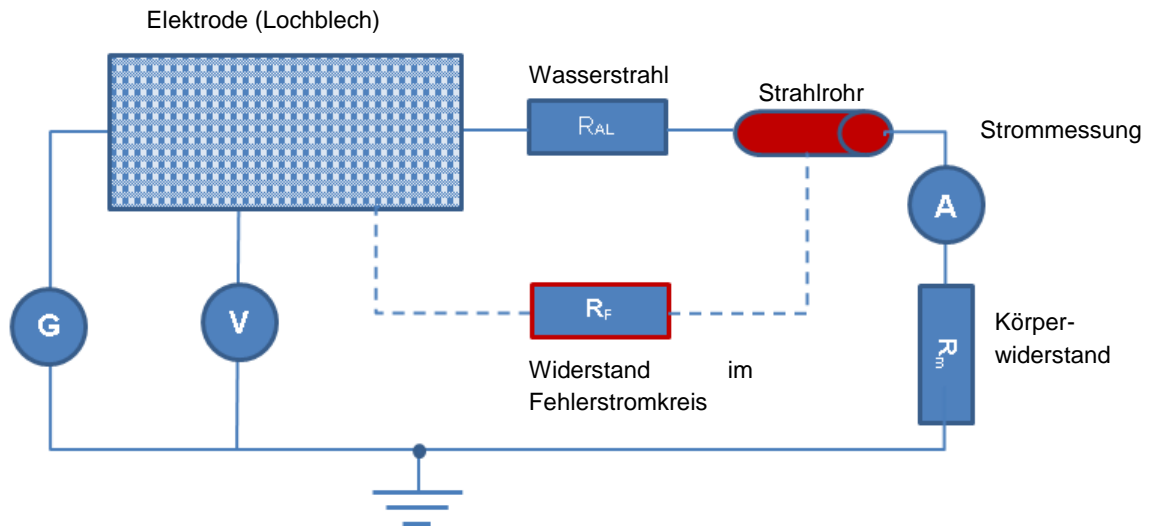 Elektrode (Lochblech)
Wasserstrahl
Strahlrohr
RAL
Strommessung
A
G
V
RF
Rm
Körper-
widerstand
Widerstand im
Fehlerstromkreis